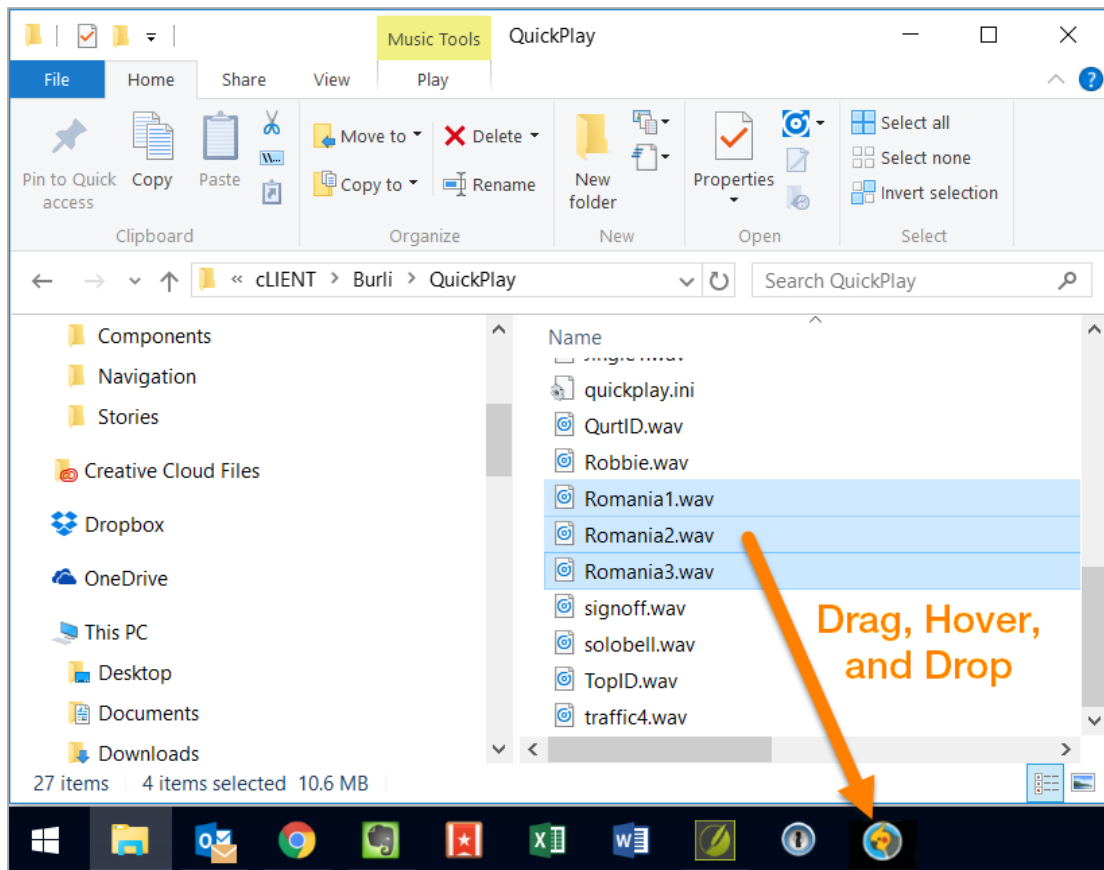 Music Tools QuickPlay
File Home Share View Play
Pin to Quick access
Copy
Paste
Move to
Copy to
Delete
Rename
New folder
Properties
Select all
Select none
Invert selection
Clipboard Organize New Open Select
« cLIENT > Burli > QuickPlay
Search QuickPlay
Components
Navigation
Stories
Creative Cloud Files
Dropbox
OneDrive
This PC
Desktop
Documents
Downloads
Name
quickplay.ini
QurtID.wav
Robbie.wav
Romania1.wav
Romania2.wav
Romania3.wav
signoff.wav
solobell.wav
TopID.wav
traffic4.wav
Drag, Hover,
and Drop
27 items 4 items selected 10.6 MB